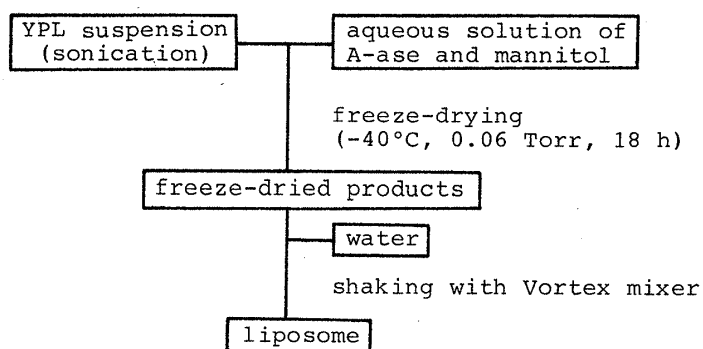 YPL suspension
(sonication)
aqueous solution of
A-ase and mannitol
freeze-drying
(-40°C, 0.06 Torr, 18 h)
freeze-dried products
water
shaking with Vortex mixer
liposome